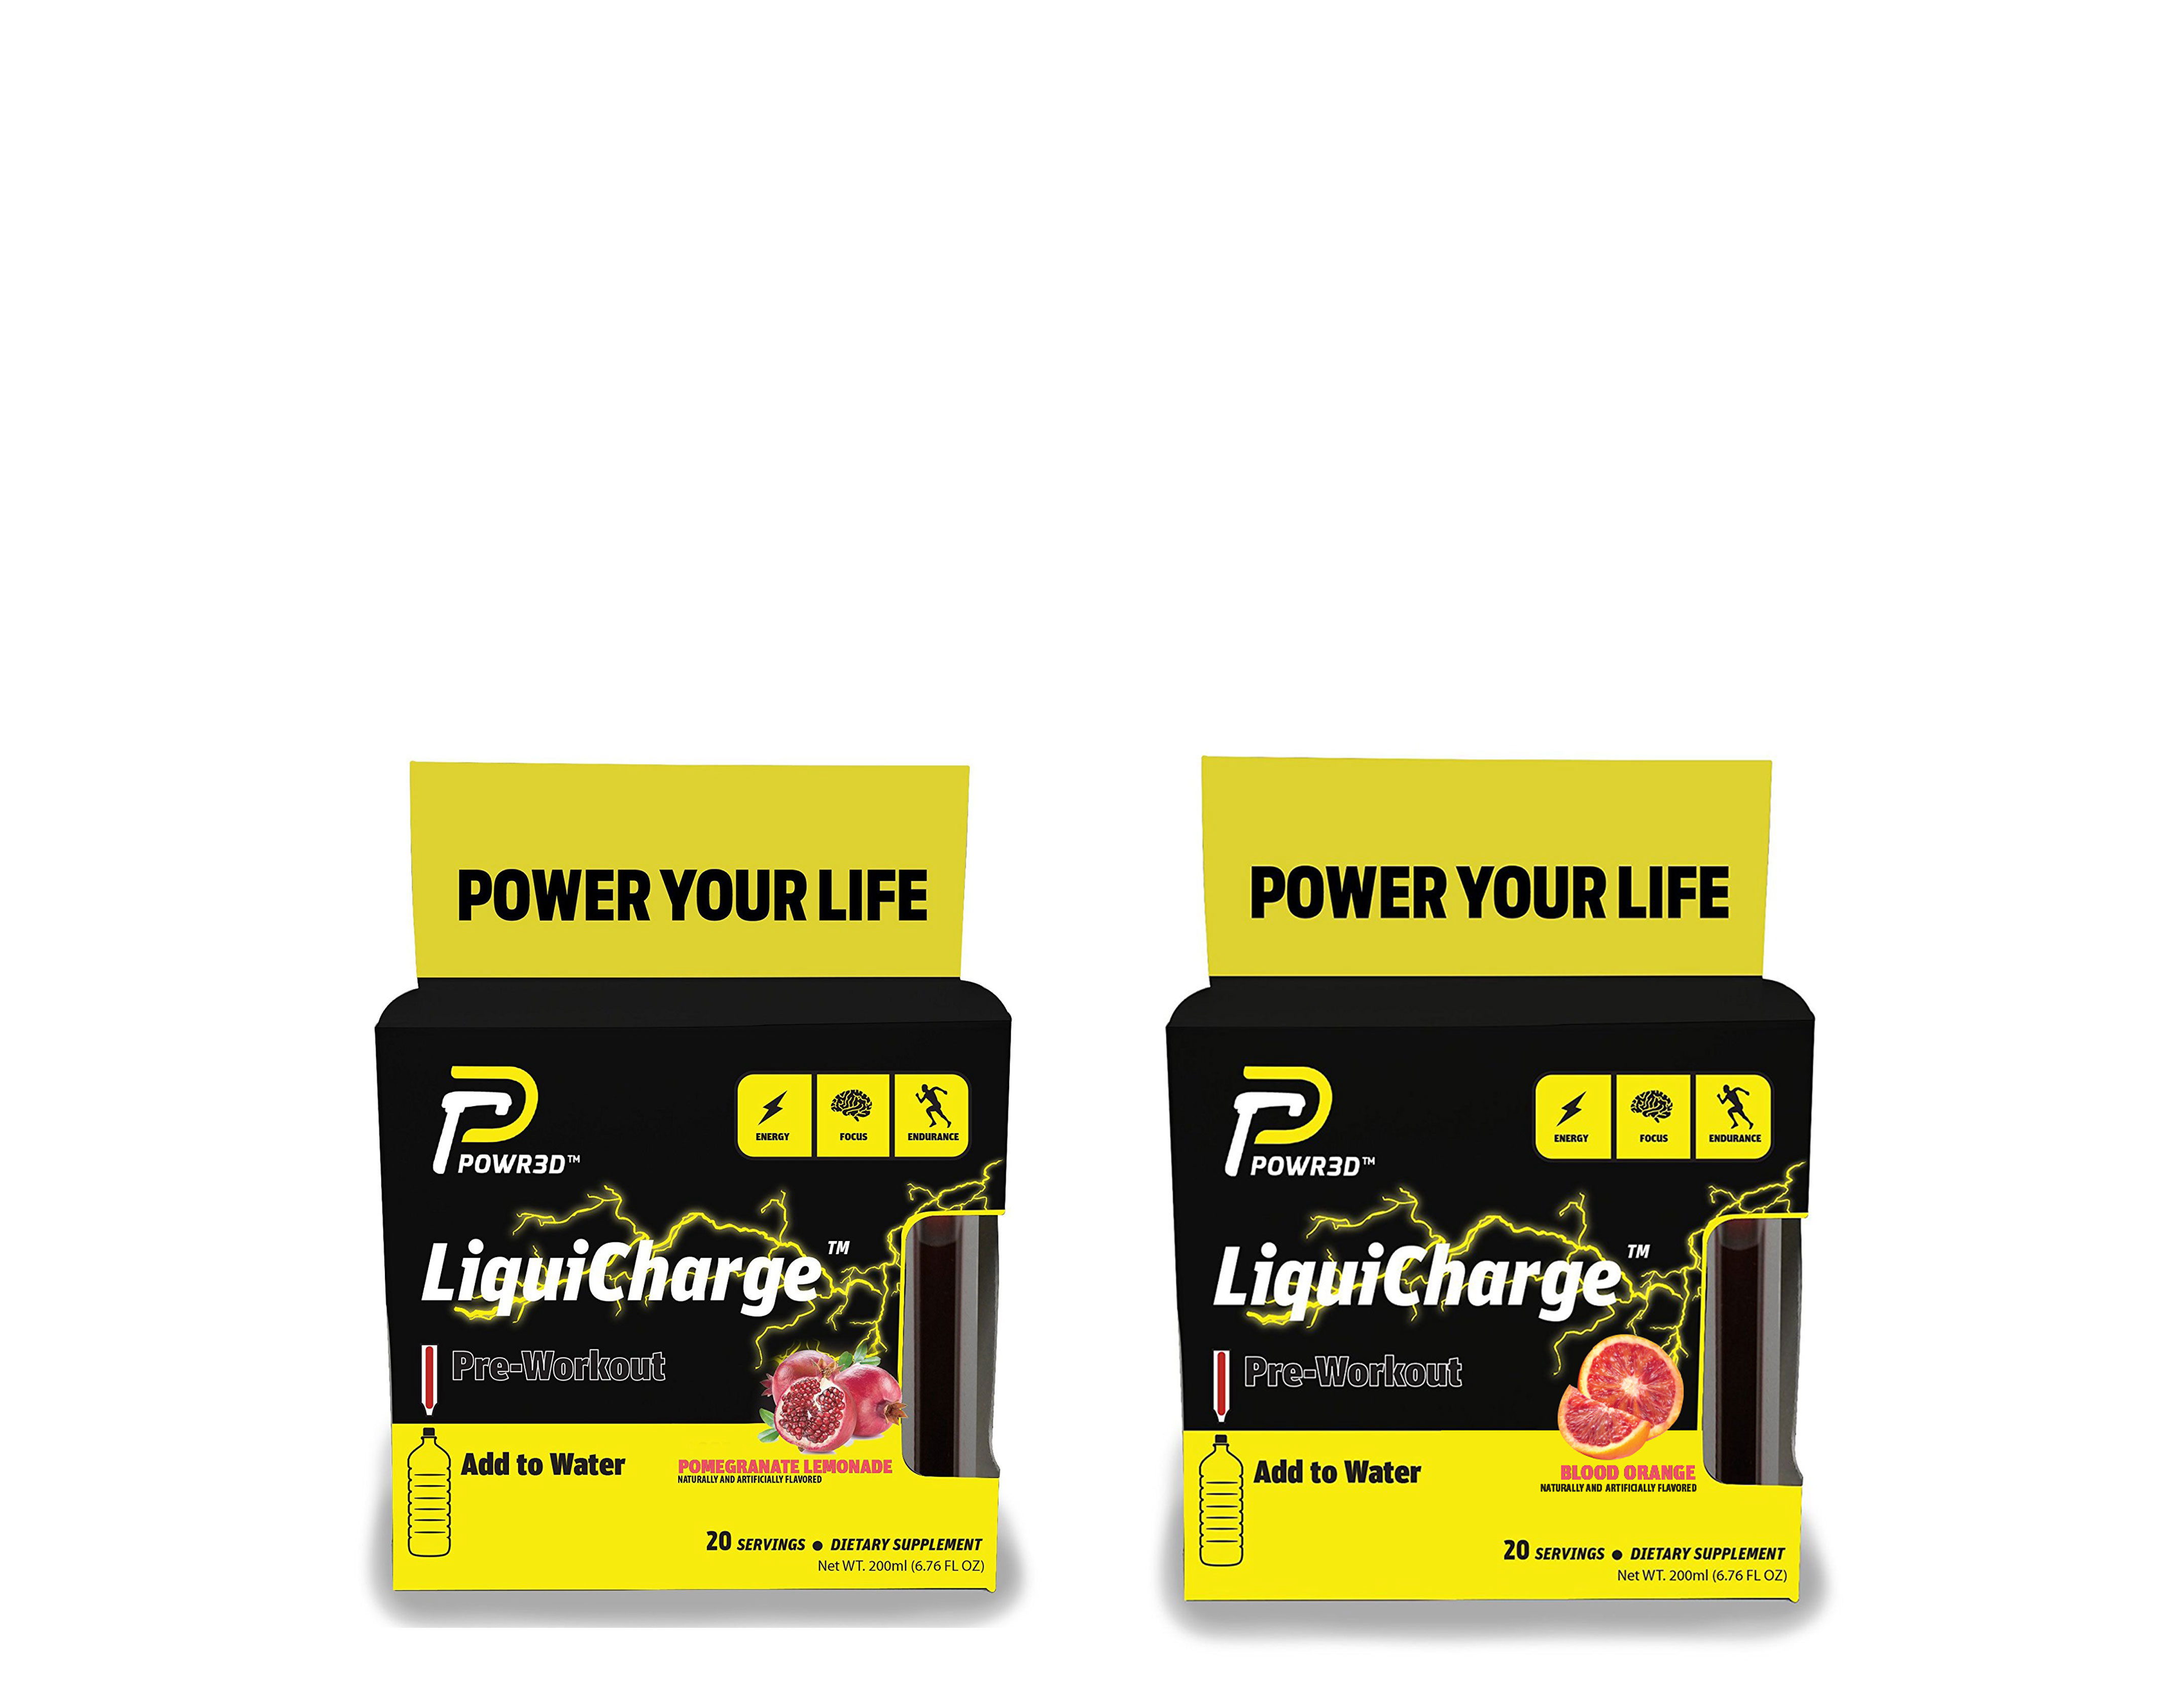 POWER YOUR LIFE
POWR3D™
ENERGY
FOCUS
ENDURANCE
LiquiCharge™
Pre-Workout
Add to Water
POMEGRANATE LEMONADE
NATURALLY AND ARTIFICIALLY FLAVORED
20 SERVINGS ● DIETARY SUPPLEMENT
Net WT. 200ml (6.76 FL OZ)
POWER YOUR LIFE
POWR3D™
ENERGY
FOCUS
ENDURANCE
LiquiCharge™
Pre-Workout
Add to Water
BLOOD ORANGE
NATURALLY AND ARTIFICIALLY FLAVORED
20 SERVINGS ● DIETARY SUPPLEMENT
Net WT. 200ml (6.76 FL OZ)